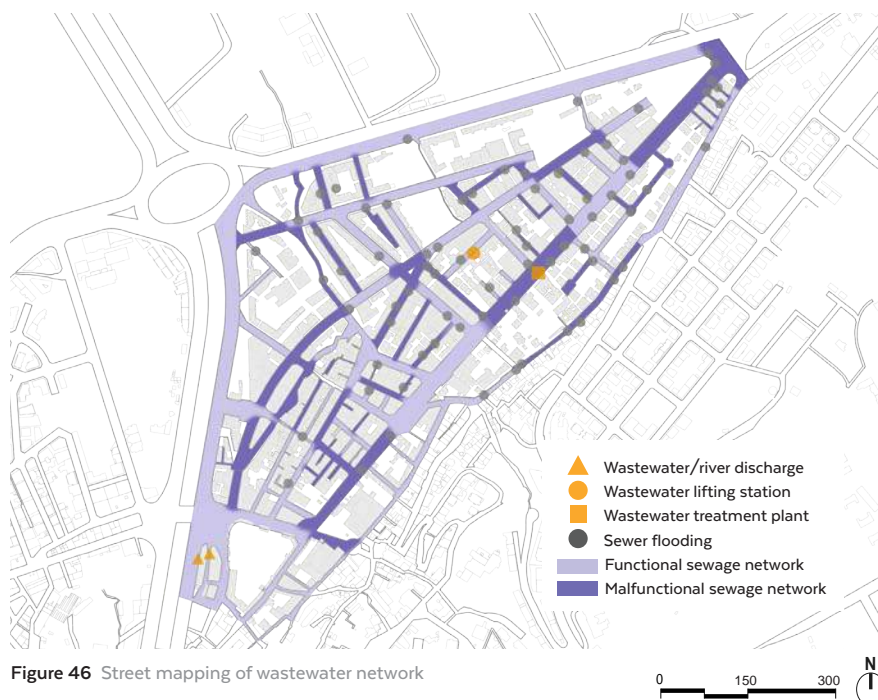 Wastewater/river discharge
Wastewater lifting station
Wastewater treatment plant
Sewer flooding
Functional sewage network
Malfunctional sewage network
Figure 46 Street mapping of wastewater network
0 150 300
N